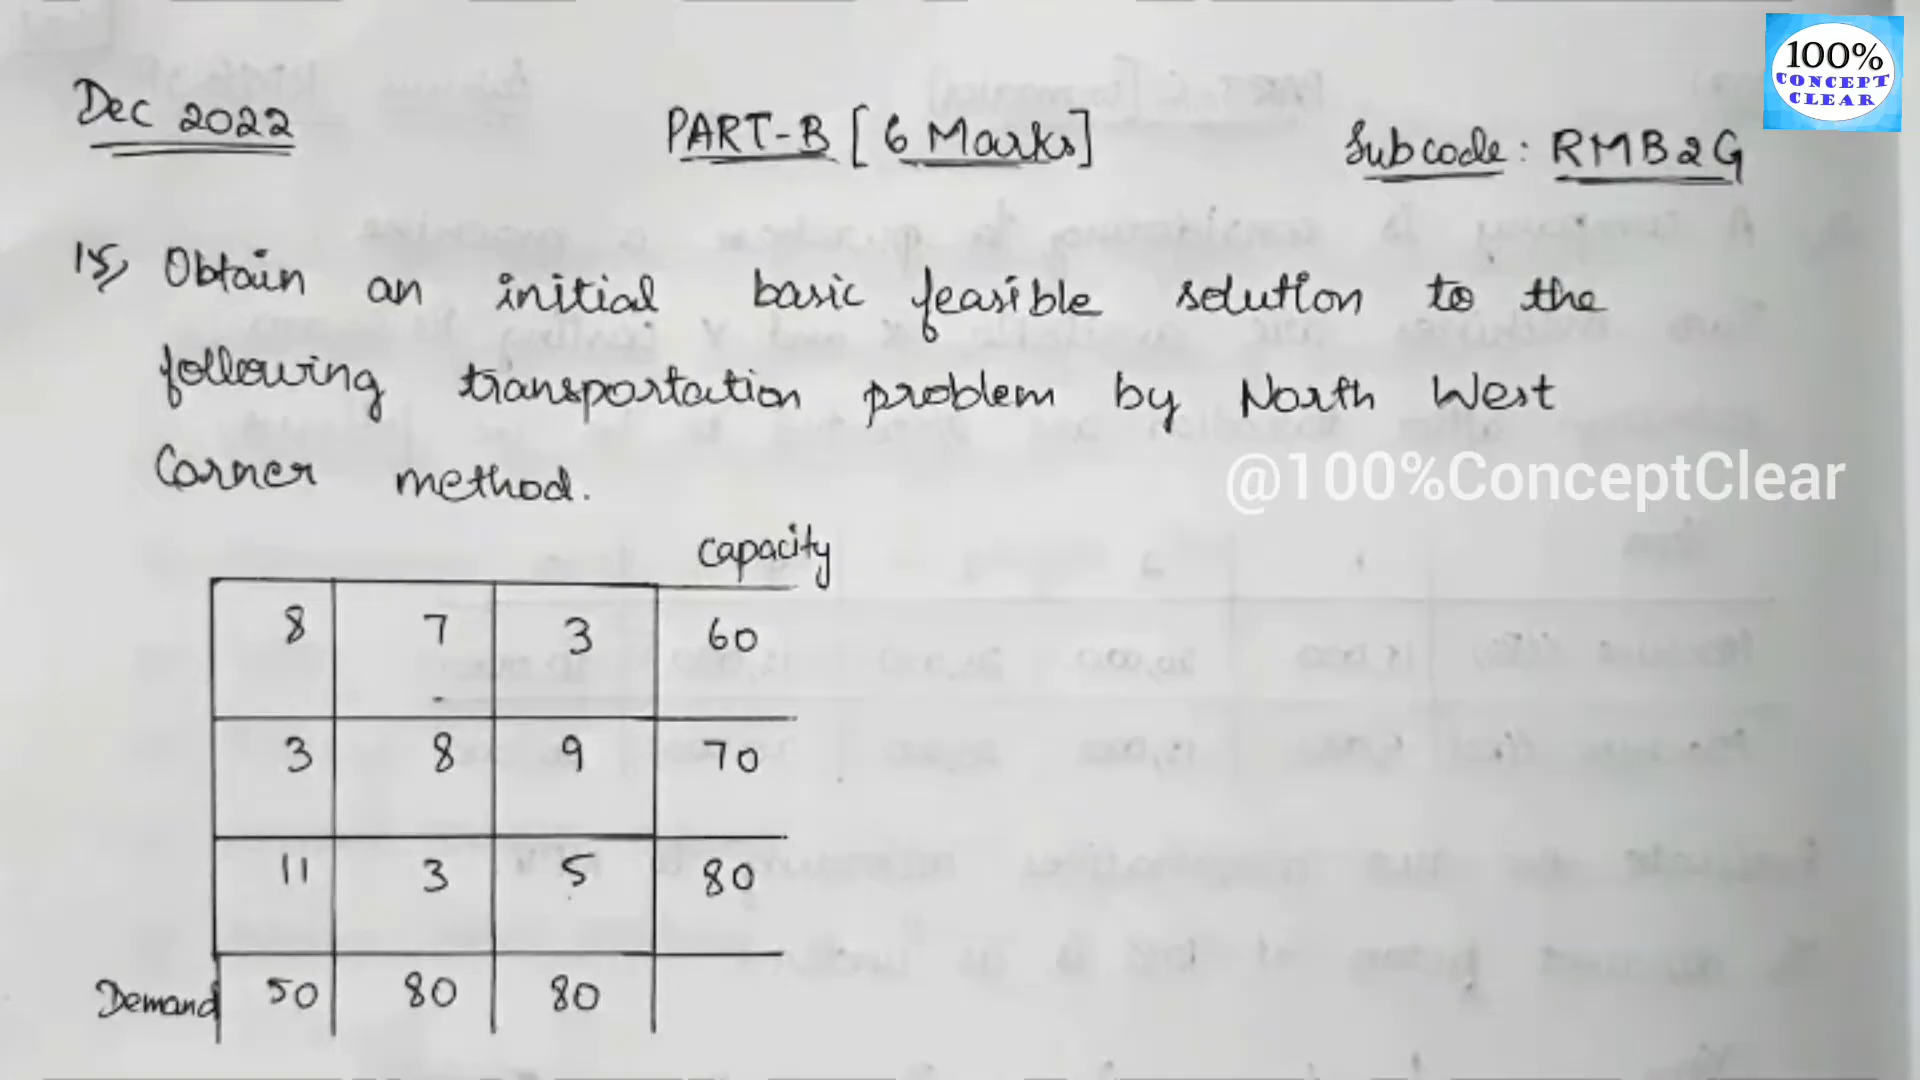 100%
CONCEPT
CLEAR
Dec 2022 PART-B [6 Marks] Subcode: RMB2G
15) Obtain an initial basic feasible solution to the
following transportation problem by North West
Corner method.
@100%ConceptClear
capacity
8 7 3 60
3 8 9 70
11 3 5 80
Demand 50 80 80